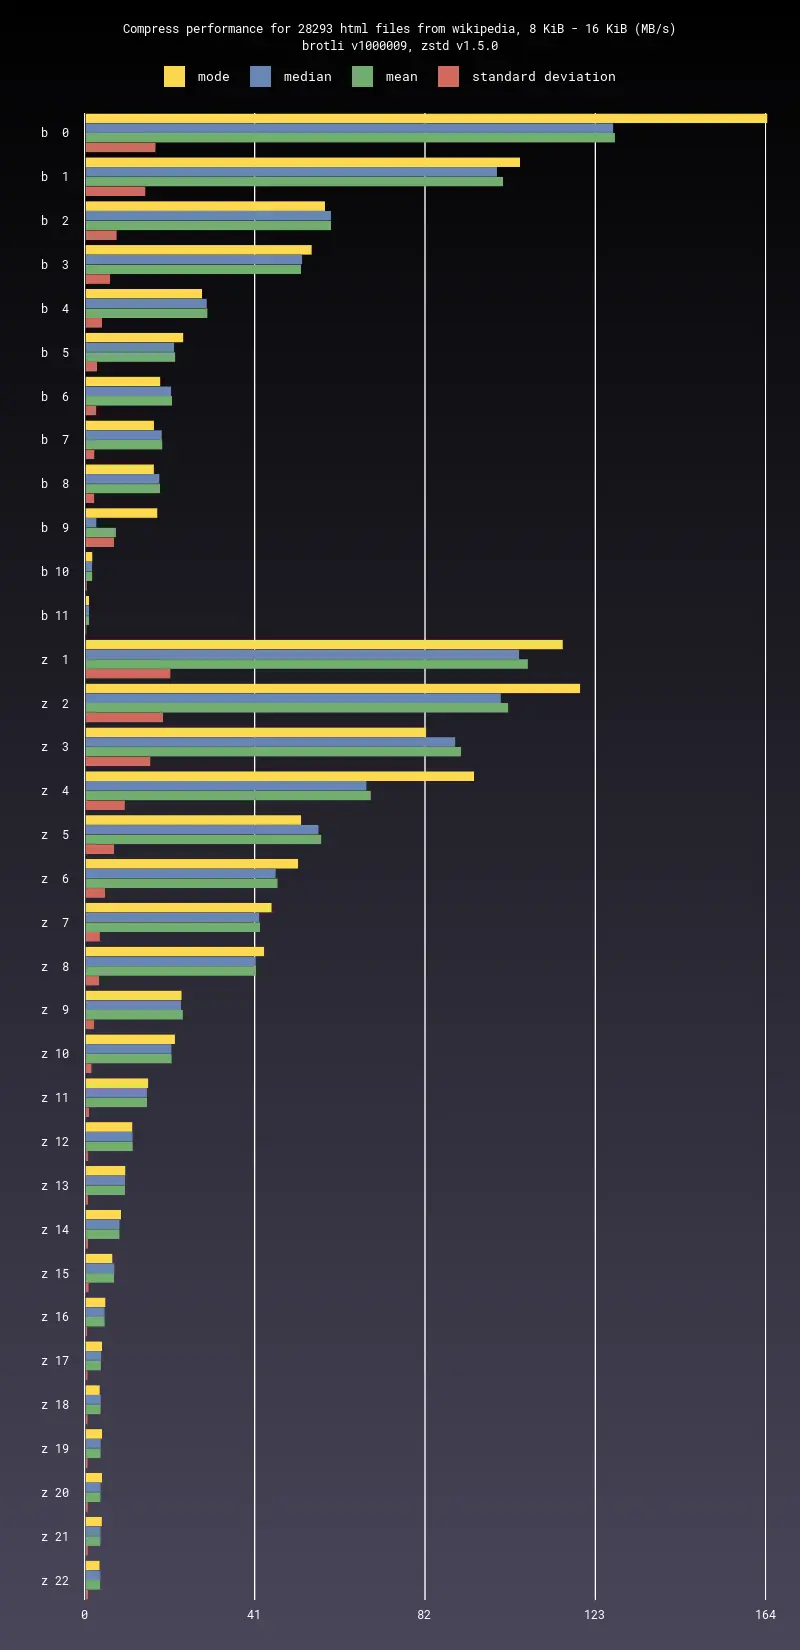 Compress performance for 28293 html files from wikipedia, 8 KiB - 16 KiB (MB/s)
brotli v1000009, zstd v1.5.0
mode median mean standard deviation
b 0
b 1
b 2
b 3
b 4
b 5
b 6
b 7
b 8
b 9
b 10
b 11
z 1
z 2
z 3
z 4
z 5
z 6
z 7
z 8
z 9
z 10
z 11
z 12
z 13
z 14
z 15
z 16
z 17
z 18
z 19
z 20
z 21
z 22
0 41 82 123 164